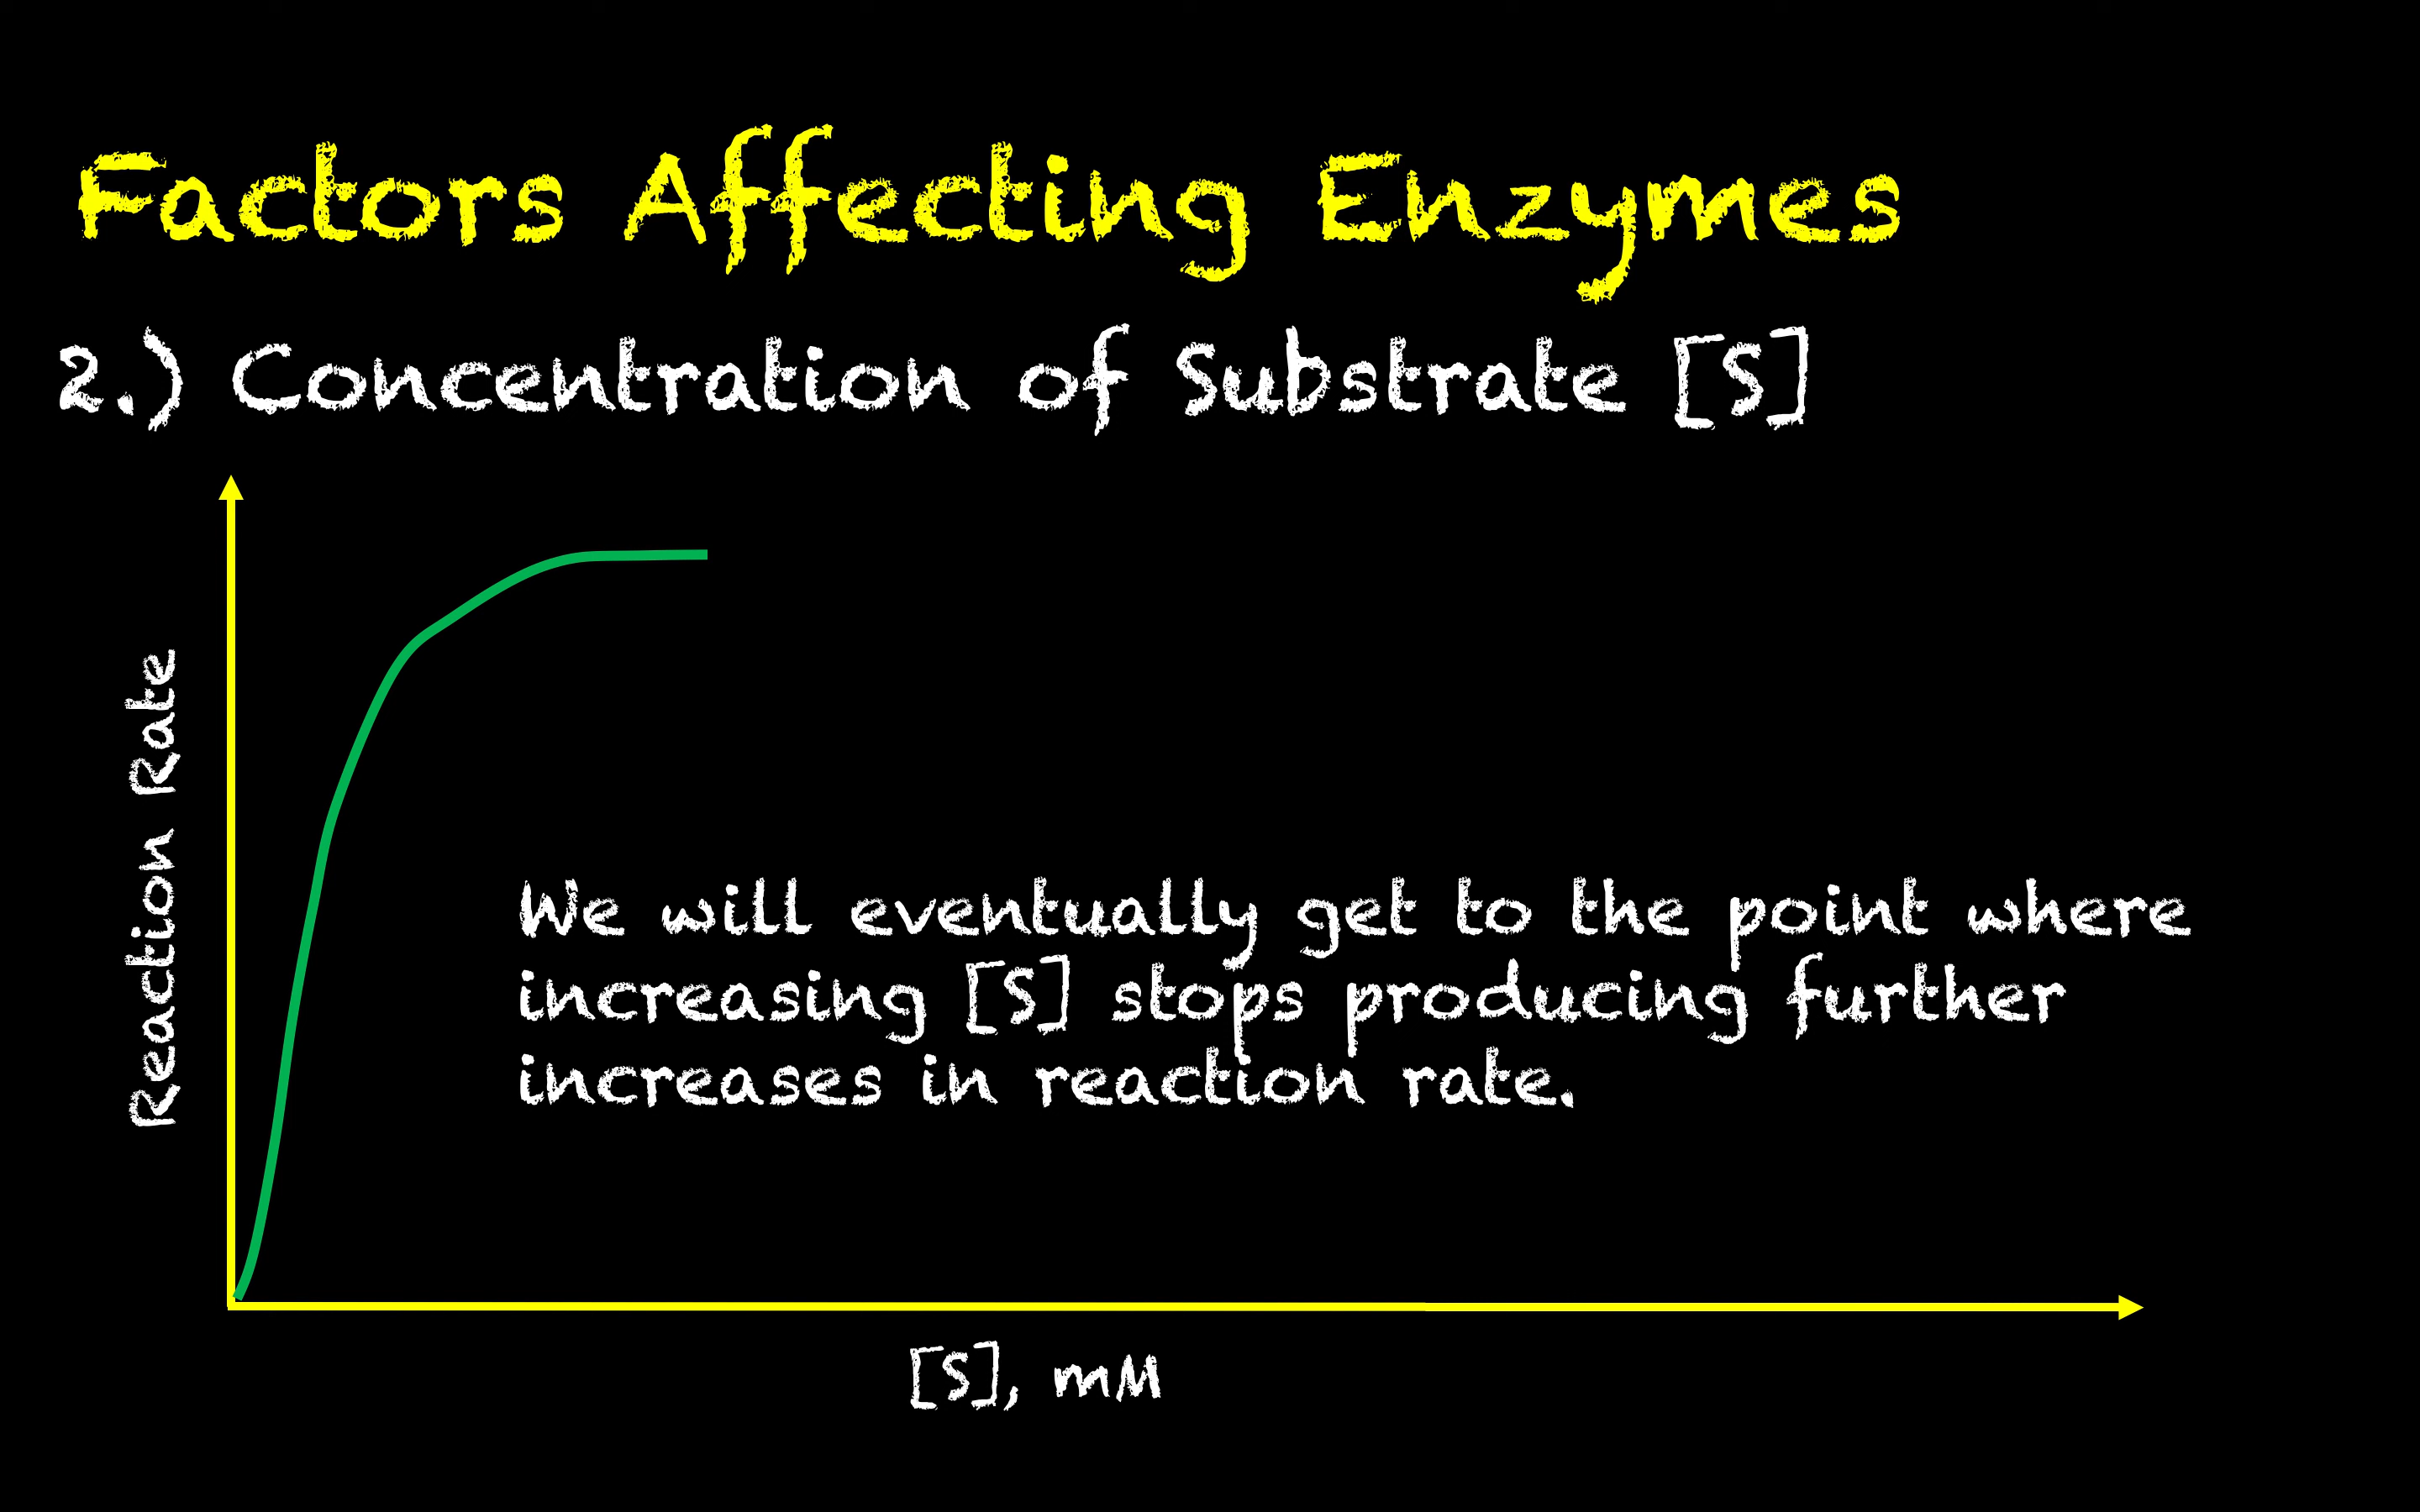 Factors Affecting Enzymes
2.) Concentration of Substrate [S]
Reaction Rate
We will eventually get to the point where
increasing [S] stops producing further
increases in reaction rate.
[S], mM